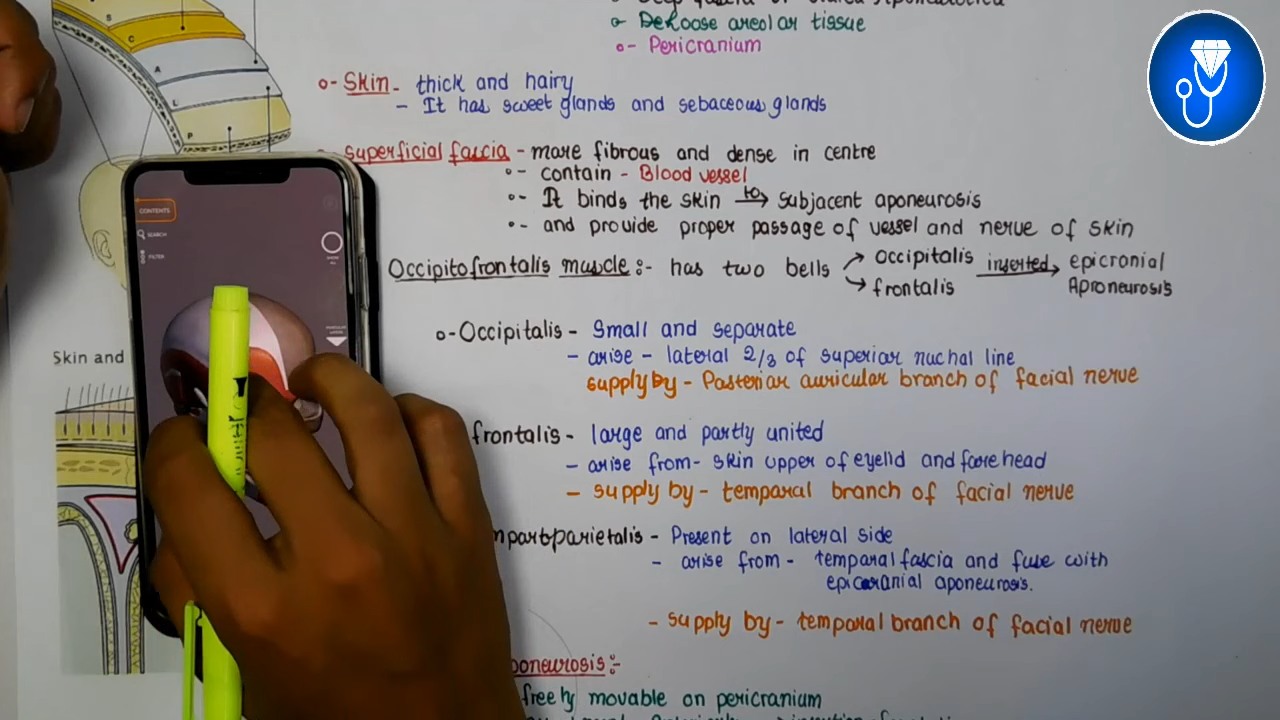 S
C
A
L
P
o- Deloose areolar tissue
o- Pericranium
o- Skin - thick and hairy
- It has sweet glands and sebaceous glands
superficial fascia - more fibrous and dense in centre
o- contain - Blood vessel
o- It binds the skin to → subjacent aponeurosis
o- and provide proper passage of vessel and nerve of skin
CONTENTS
SEARCH
FILTER
Occipitofrontalis muscle :- has two bells → occipitalis → frontalis inserted → epicronial Aproneurosis
o- Occipitalis - Small and separate
- arise - lateral 2/3 of superior nuchal line
supply by - Posterior auricular branch of facial nerve
Skin and
frontalis - large and partly united
- arise from - skin upper of eyelid and forehead
- supply by - temporal branch of facial nerve
parietalis - Present on lateral side
- arise from - temporal fascia and fuse with
epicaranial aponeurosis.
- supply by - temporal branch of facial nerve
poneurosis :-
freely movable on pericranium